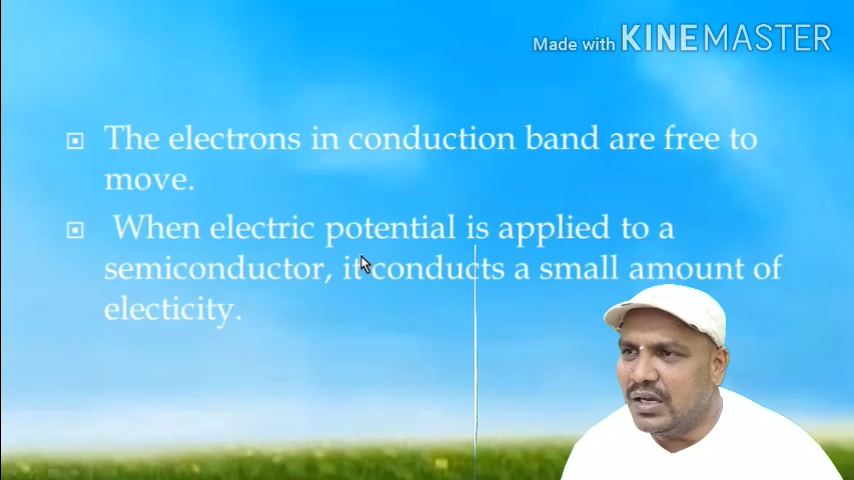 Made with KINEMASTER
The electrons in conduction band are free to
move.
When electric potential is applied to a
semiconductor, it conducts a small amount of
electicity.